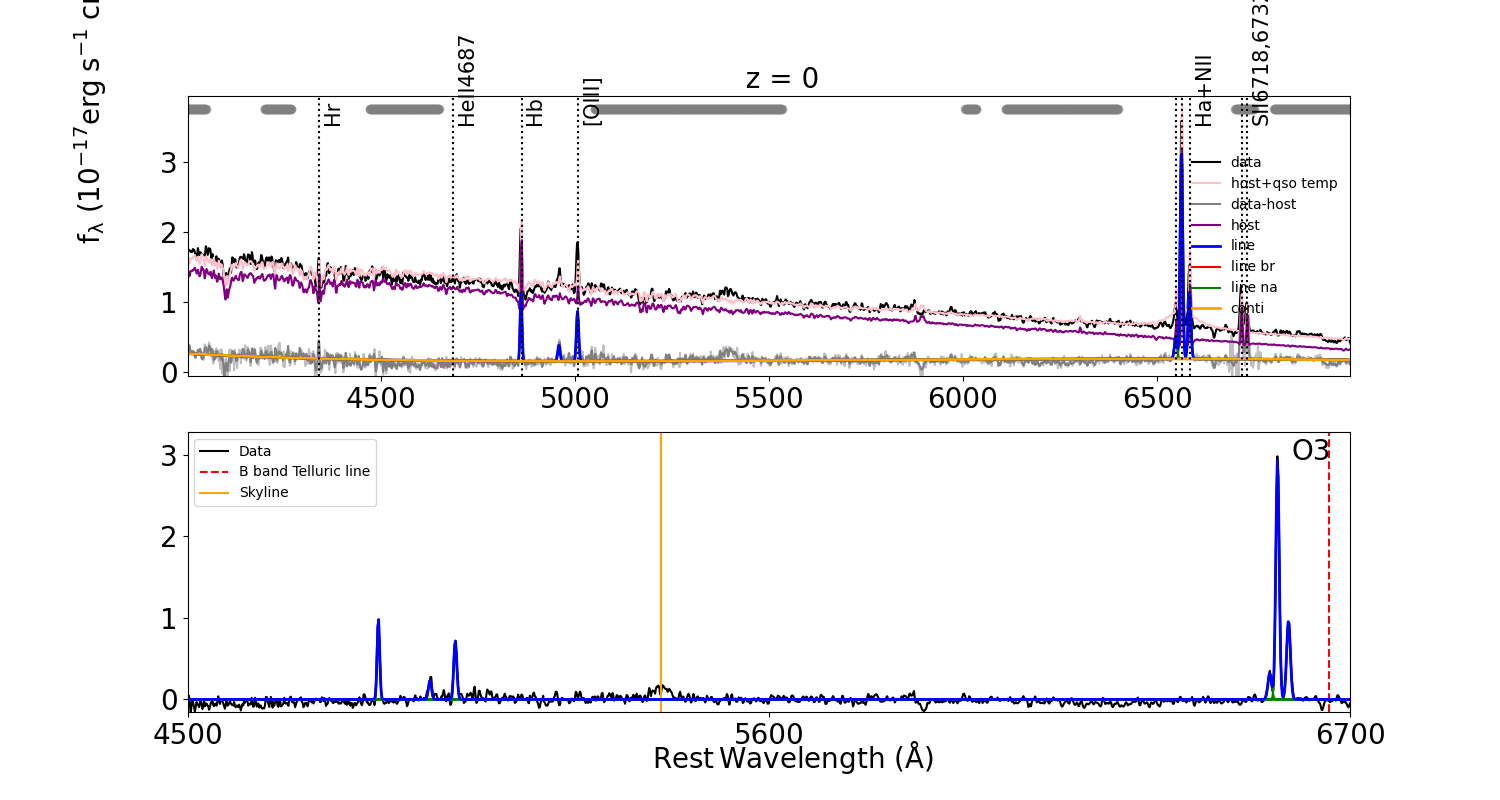 z = 0
f_λ (10^−17 erg s^−1
Hr
HeII4687
Hb
[OIII]
Ha+NII
SII6718,6732
3
2
1
0
data
host+qso temp
data-host
host
line
line br
line na
conti
4500
5000
5500
6000
6500
Data
B band Telluric line
Skyline
O3
3
2
1
0
4500
5600
6700
Rest Wavelength (Å)